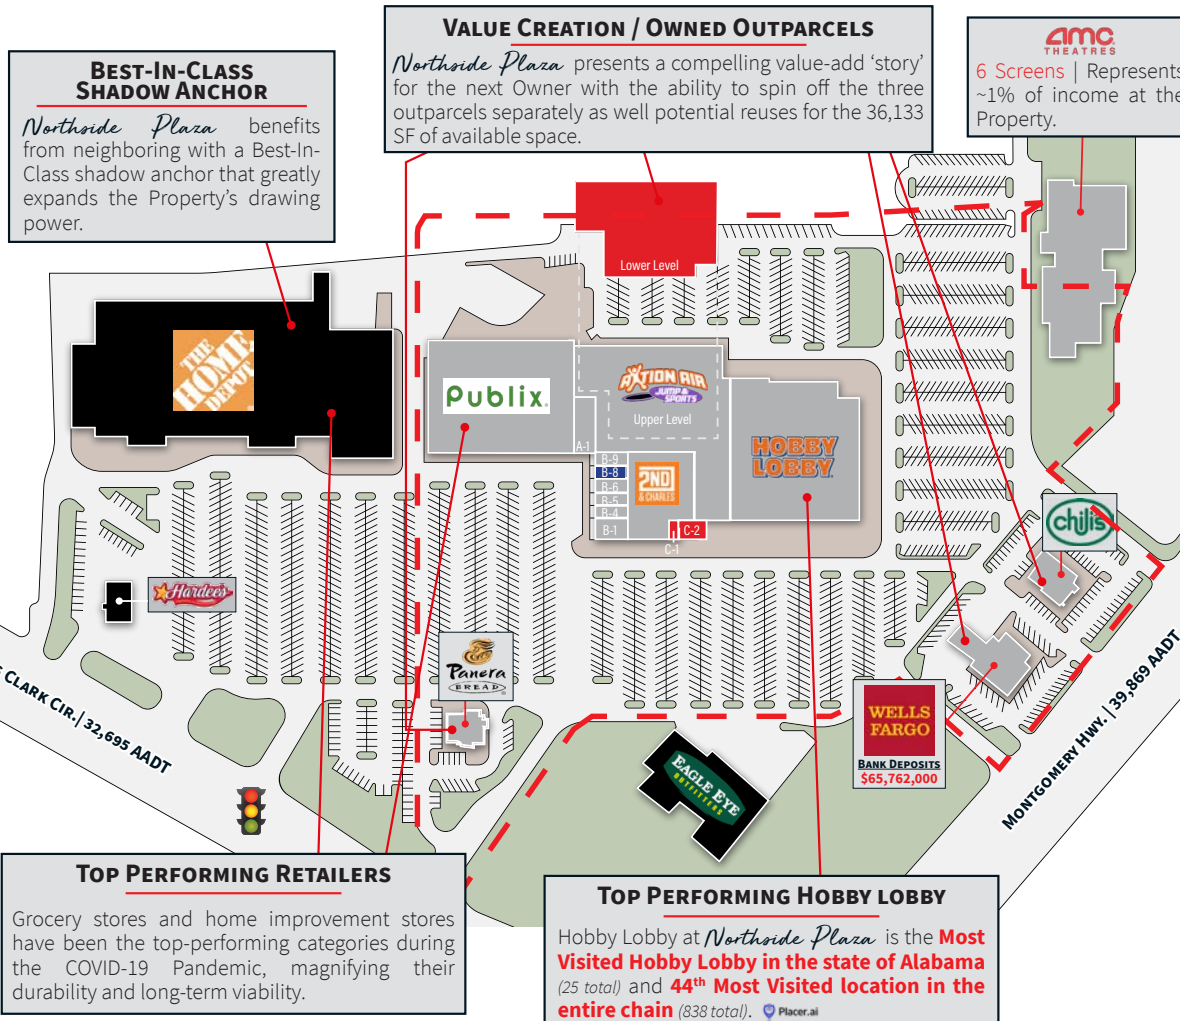 BEST-IN-CLASS
SHADOW ANCHOR
Northside Plaza benefits
from neighboring with a Best-In-
Class shadow anchor that greatly
expands the Property's drawing
power.
VALUE CREATION / OWNED OUTPARCELS
Northside Plaza presents a compelling value-add 'story'
for the next Owner with the ability to spin off the three
outparcels separately as well potential reuses for the 36,133
SF of available space.
amc
THEATRES
6 Screens | Represents
~1% of income at the
Property.
Lower Level
THE
HOME
DEPOT
Publix.
AXTION AIR
JUMP &
SPORTS
Upper Level
A-1
HOBBY
LOBBY
B-9
B-8
B-6
B-5
B-4
B-1
2ND
& CHARLES
C-2
C-1
chili's
Hardee's
Panera
BREAD®
WELLS
FARGO
BANK DEPOSITS
$65,762,000
EAGLE EYE
OUTFITTERS
CLARK CIR. | 32,695 AADT
MONTGOMERY HWY. | 39,869 AADT
TOP PERFORMING RETAILERS
Grocery stores and home improvement stores
have been the top-performing categories during
the COVID-19 Pandemic, magnifying their
durability and long-term viability.
TOP PERFORMING HOBBY LOBBY
Hobby Lobby at Northside Plaza is the Most
Visited Hobby Lobby in the state of Alabama
(25 total) and 44th Most Visited location in the
entire chain (838 total). Placer.ai